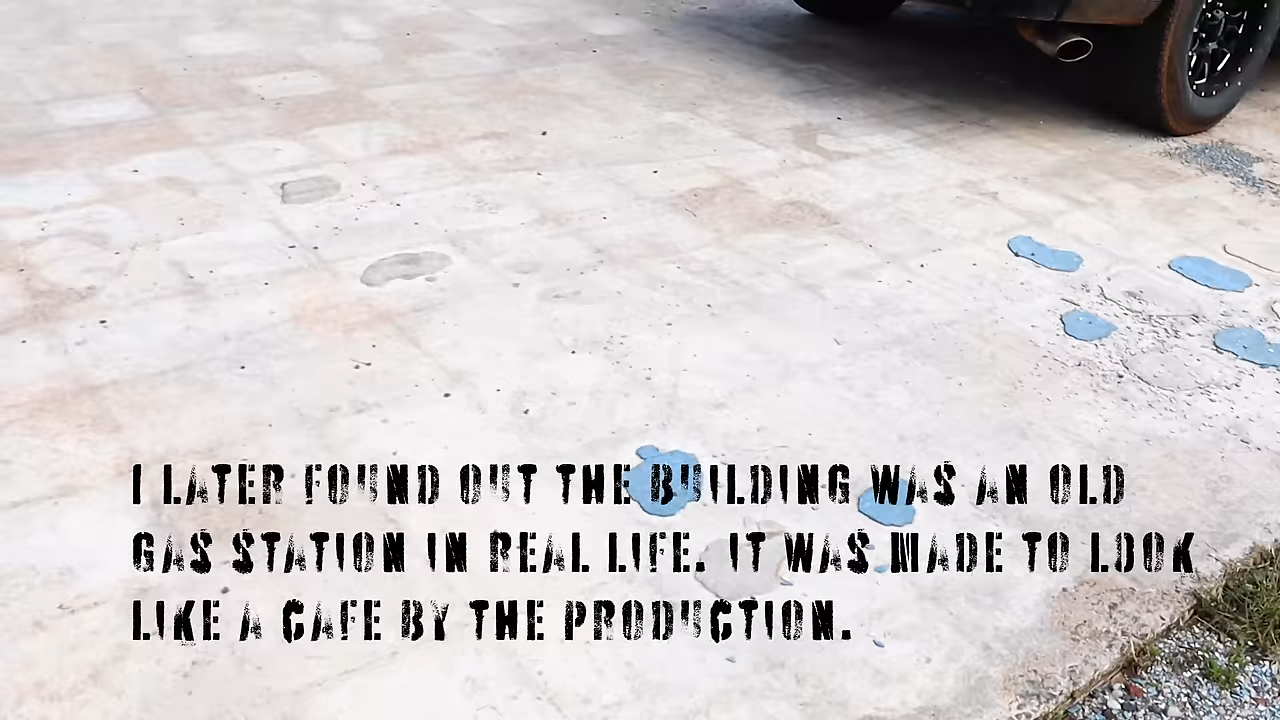 I LATER FOUND OUT THE BUILDING WAS AN OLD
GAS STATION IN REAL LIFE. IT WAS MADE TO LOOK
LIKE A CAFE BY THE PRODUCTION.